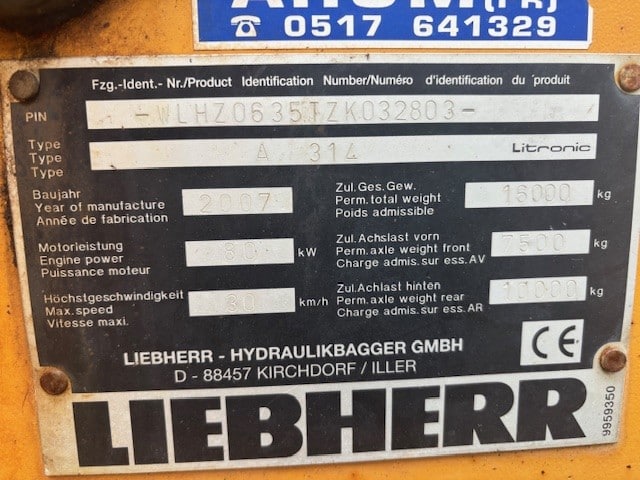 ARUM(FR)
☎ 0517 641329
Fzg.-Ident.- Nr./Product Identification Number/Numéro d'identification du produit
PIN -WLHZ0635TZK032803-
Type
Type A 314 Litronic
Type
Baujahr
Year of manufacture 2007
Année de fabrication
Zul.Ges.Gew.
Perm.total weight 16000 kg
Poids admissible
Motorleistung
Engine power 80 kW
Puissance moteur
Zul.Achslast vorn
Perm.axle weight front 7500 kg
Charge admis.sur ess.AV
Höchstgeschwindigkeit
Max.speed 30 km/h
Vitesse maxi.
Zul.Achslast hinten
Perm.axle weight rear kg
Charge admis.sur ess.AR
LIEBHERR - HYDRAULIKBAGGER GMBH
D - 88457 KIRCHDORF / ILLER
CE
LIEBHERR
9959350